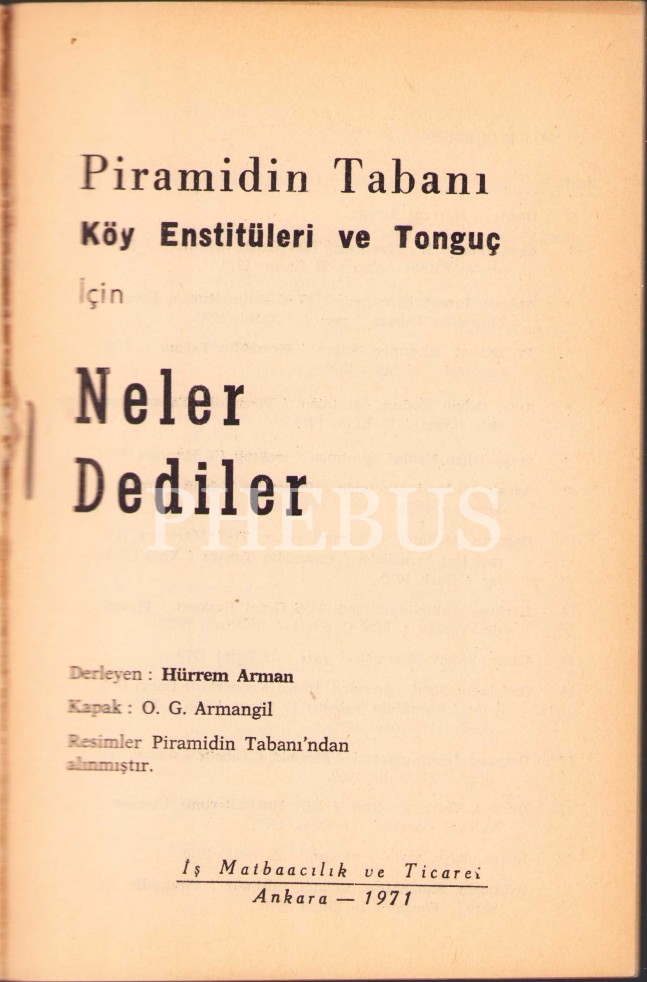 Piramidin Tabanı
Köy Enstitüleri ve Tonguç
İçin
Neler
Dediler
PHEBUS
Derleyen : Hürrem Arman
Kapak : O. G. Armangil
Resimler Piramidin Tabanı'ndan
alınmıştır.
İş Matbaacılık ve Ticarei
Ankara — 1971